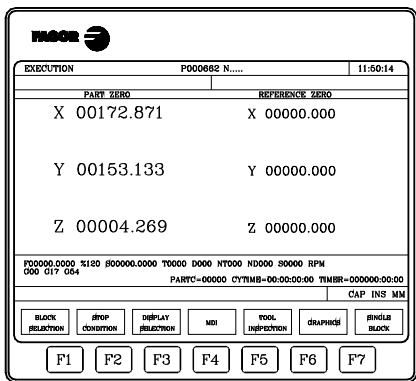 FAGOR
EXECUTION P000662 N..... 11:50:14
PART ZERO REFERENCE ZERO
X 00172.871 X 00000.000
Y 00153.133 Y 00000.000
Z 00004.269 Z 00000.000
F00000.0000 %120 S00000.0000 T0000 D000 NT000 ND000 S0000 RPM
G00 G17 G54
PARTC=00000 CYTIME=00:00:00:00 TIMER=000000:00:00
CAP INS MM
BLOCK SELECTION STOP CONDITION DISPLAY SELECTION MDI TOOL INSPECTION GRAPHICS SINGLE BLOCK
F1 F2 F3 F4 F5 F6 F7